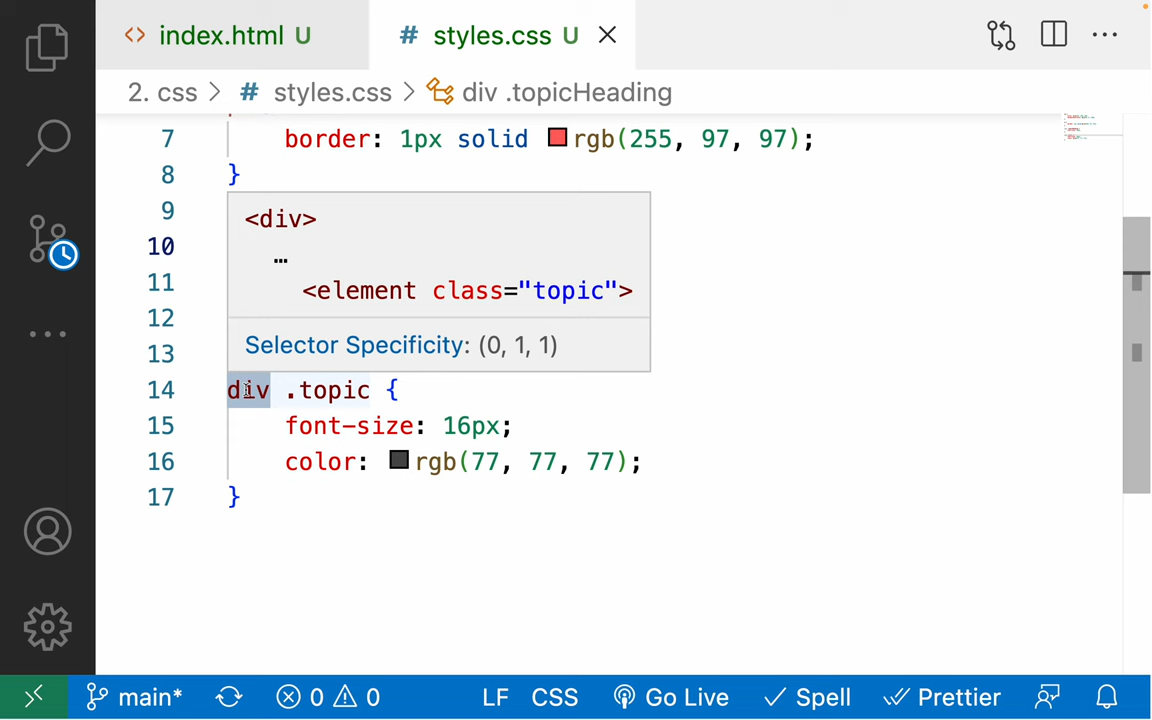 index.html U
# styles.css U
2. css > # styles.css > div .topicHeading
7 border: 1px solid rgb(255, 97, 97);
8 }
9
<div>
10
…
11 <element class="topic">
12
Selector Specificity: (0, 1, 1)
13
14 div .topic {
15 font-size: 16px;
16 color: rgb(77, 77, 77);
17 }
main* 0 0 LF CSS Go Live Spell Prettier